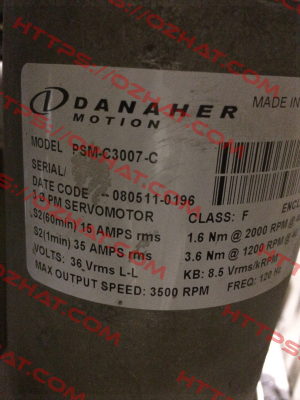 DANAHER
MOTION
MADE IN
MODEL PSM-C3007-C
SERIAL/
DATE CODE - 080511-0196
3 Ø PM SERVOMOTOR
CLASS: F
ENCL
S2(60min) 15 AMPS rms
1.6 Nm @ 2000 RPM @
S2(1min) 35 AMPS rms
3.6 Nm @ 1200 RPM @
VOLTS: 36 Vrms L-L
KB: 8.5 Vrms/kRPM
MAX OUTPUT SPEED: 3500 RPM
FREQ: 120 Hz
HTTPS://OZHAT.COM